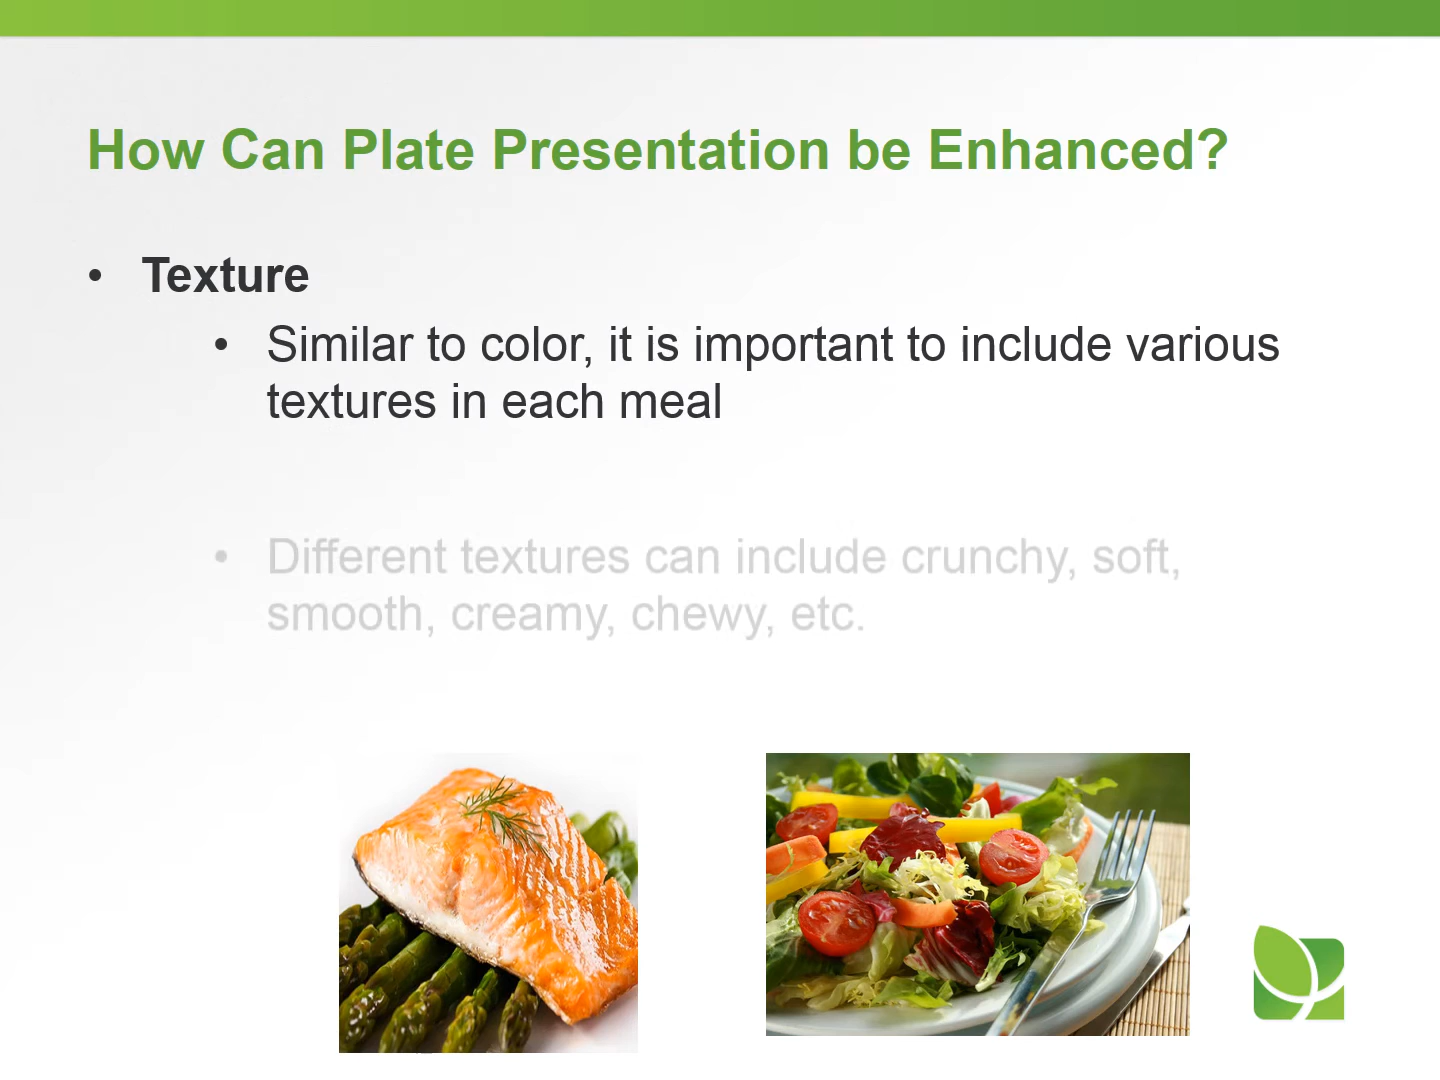 How Can Plate Presentation be Enhanced?
• Texture
• Similar to color, it is important to include various
textures in each meal
• Different textures can include crunchy, soft,
smooth, creamy, chewy, etc.